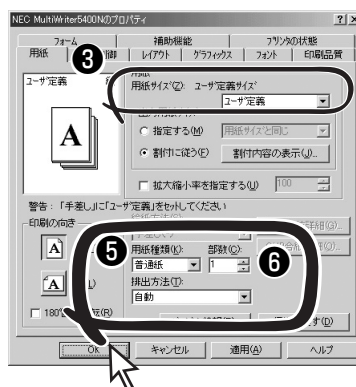 NEC MultiWriter5400Nのプロパティ
フォーム 補助機能 プリンタの状態
用紙 御 レイアウト グラフィックス フォント 印刷品質
3
ユーザ定義
用紙サイズ(Z): ユーザ定義サイズ
ユーザ定義
指定する(M) 用紙サイズと同じ
割付に従う(F) 割付内容の表示(J)...
拡大縮小率を指定する(U) 100
警告:「手差し」に「ユーザ定義」をセットしてください
印刷の向き
5
用紙種類(K): 部数(C):
普通紙 1
6
排出方法(T):
自動
A
A
180° 転(R)
す(D)
OK キャンセル 適用(A) ヘルプ